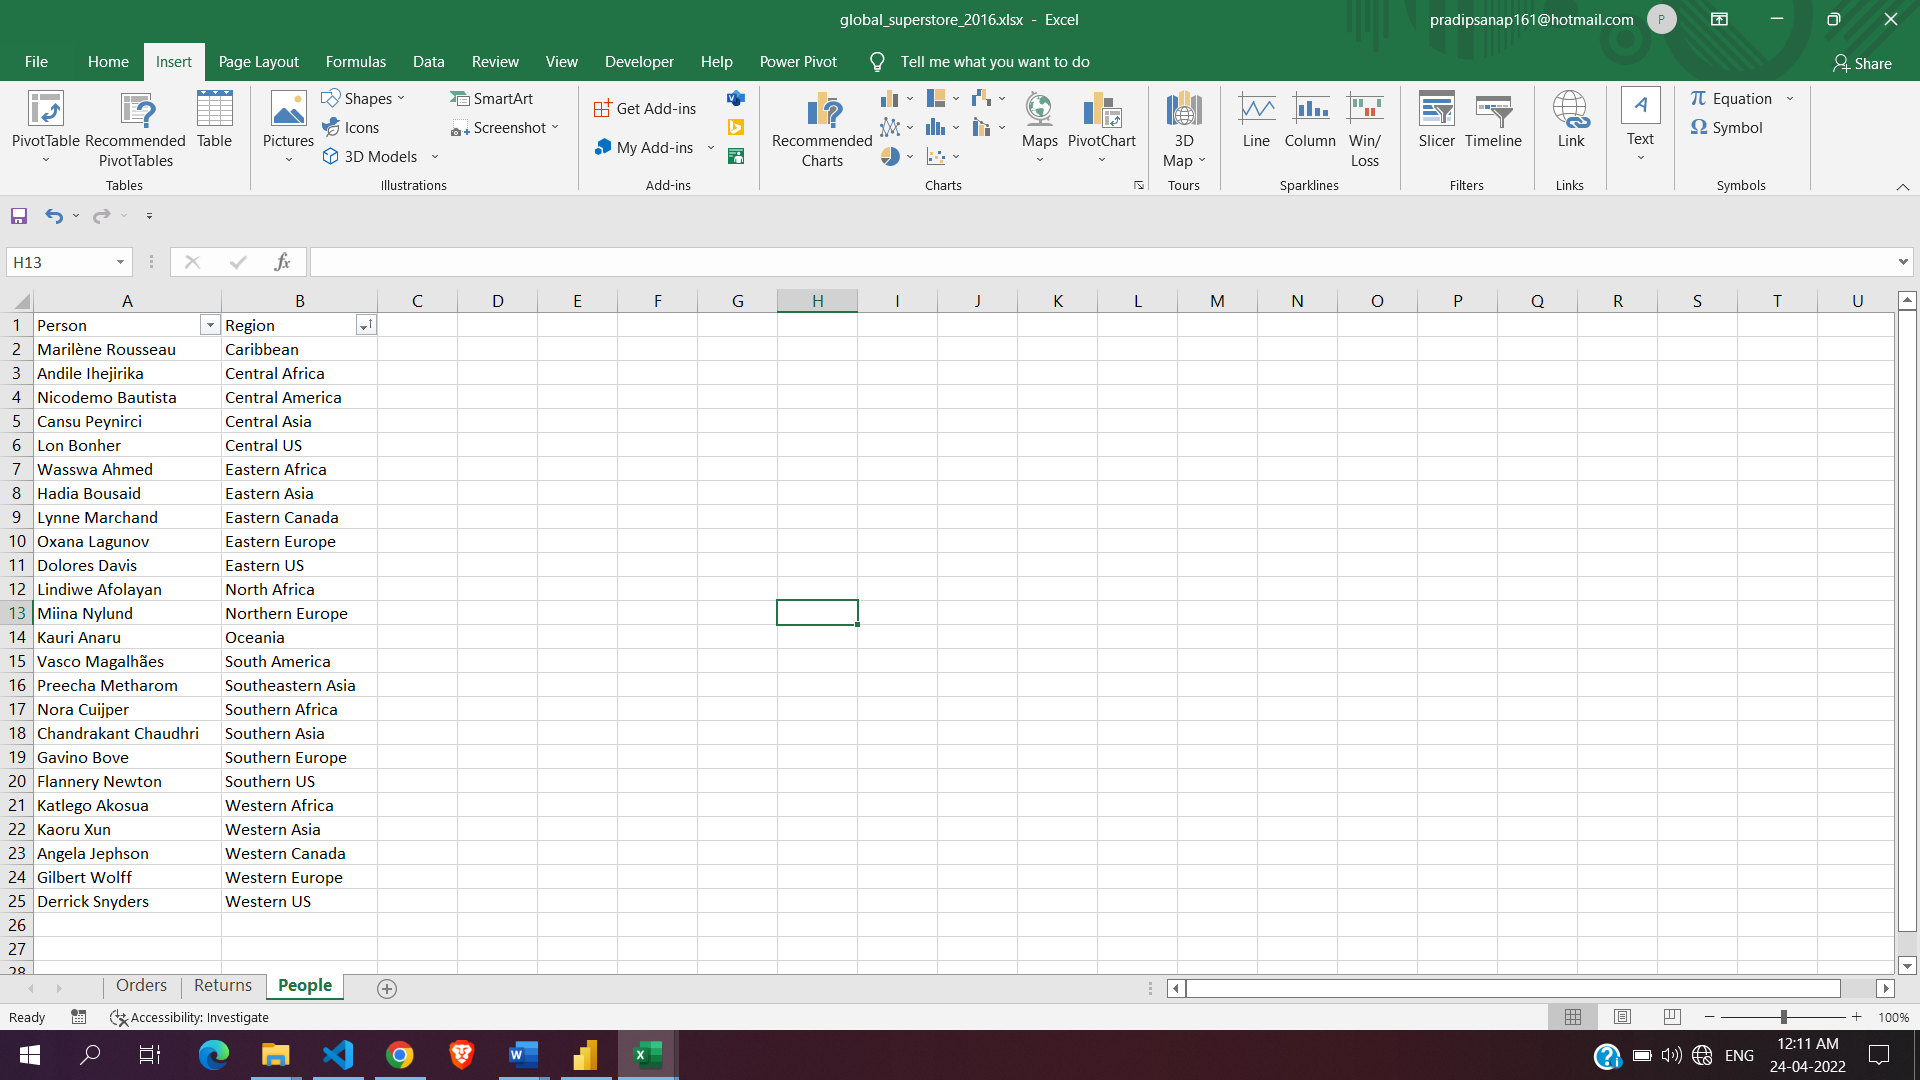 global_superstore_2016.xlsx - Excel
pradipsanap161@hotmail.com P
File Home Insert Page Layout Formulas Data Review View Developer Help Power Pivot Tell me what you want to do Share
PivotTable
Recommended PivotTables
Table
Tables
Pictures
Shapes
Icons
3D Models
SmartArt
Screenshot
Illustrations
Get Add-ins
My Add-ins
Add-ins
Recommended Charts
Maps
PivotChart
Charts
3D Map
Tours
Line
Column
Win/Loss
Sparklines
Slicer
Timeline
Filters
Link
Links
Text
Equation
Symbol
Symbols
H13 fx
A B C D E F G H I J K L M N O P Q R S T U
1 Person Region
2 Marilène Rousseau Caribbean
3 Andile Ihejirika Central Africa
4 Nicodemo Bautista Central America
5 Cansu Peynirci Central Asia
6 Lon Bonher Central US
7 Wasswa Ahmed Eastern Africa
8 Hadia Bousaid Eastern Asia
9 Lynne Marchand Eastern Canada
10 Oxana Lagunov Eastern Europe
11 Dolores Davis Eastern US
12 Lindiwe Afolayan North Africa
13 Miina Nylund Northern Europe
14 Kauri Anaru Oceania
15 Vasco Magalhães South America
16 Preecha Metharom Southeastern Asia
17 Nora Cuijper Southern Africa
18 Chandrakant Chaudhri Southern Asia
19 Gavino Bove Southern Europe
20 Flannery Newton Southern US
21 Katlego Akosua Western Africa
22 Kaoru Xun Western Asia
23 Angela Jephson Western Canada
24 Gilbert Wolff Western Europe
25 Derrick Snyders Western US
26
27
28
Orders Returns People
Ready Accessibility: Investigate 100%
ENG 12:11 AM
24-04-2022